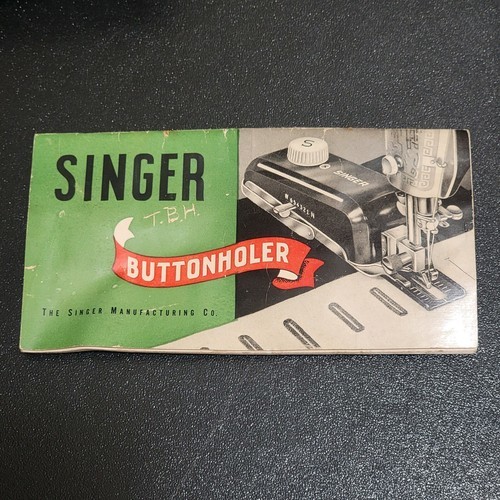 SINGER
T.B.H.
BUTTONHOLER
THE SINGER MANUFACTURING CO.
S
SINGER